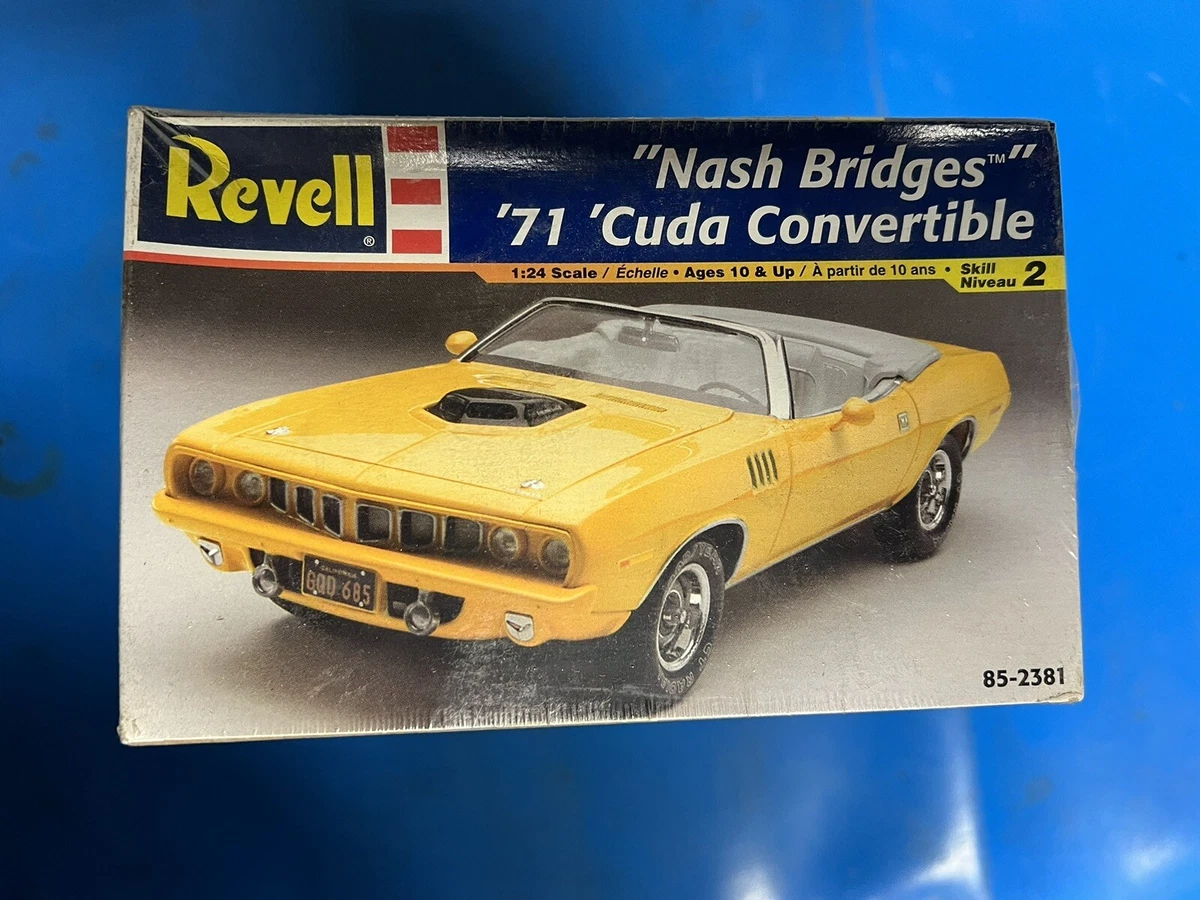 Revell®
"Nash Bridges™"
'71 'Cuda Convertible
1:24 Scale / Échelle • Ages 10 & Up / À partir de 10 ans • Skill Niveau 2
CALIFORNIA
685
85-2381